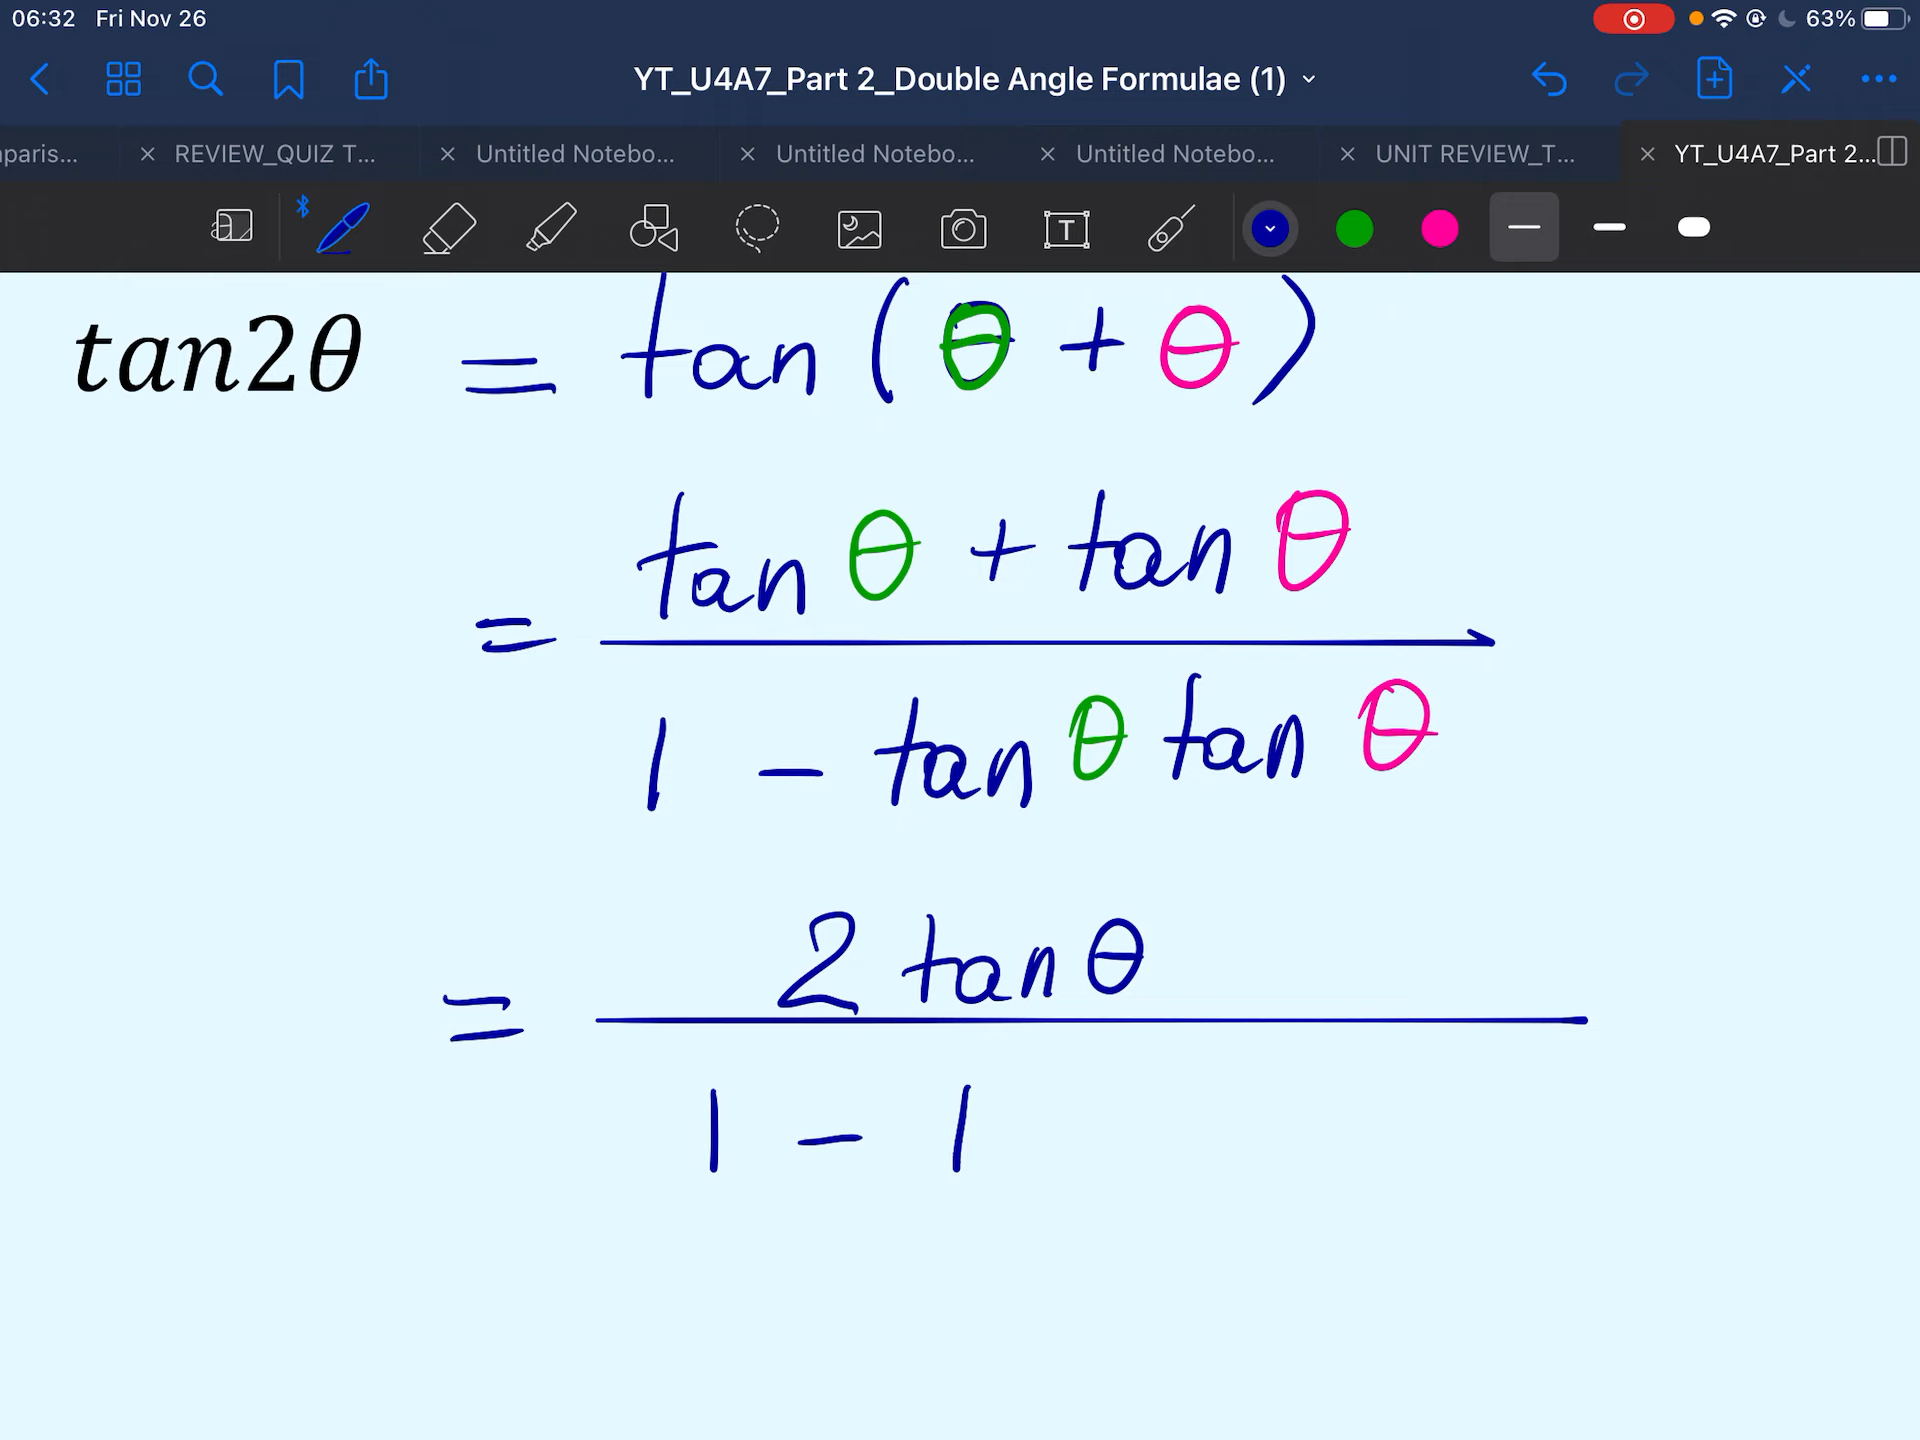 06:32 Fri Nov 26 63%
YT_U4A7_Part 2_Double Angle Formulae (1)
paris... REVIEW_QUIZ T... Untitled Notebo... Untitled Notebo... Untitled Notebo... UNIT REVIEW_T... YT_U4A7_Part 2...
T
tan2θ = tan(θ + θ)
tan θ + tan θ
=
1 - tan θ tan θ
2 tan θ
=
1 - 1